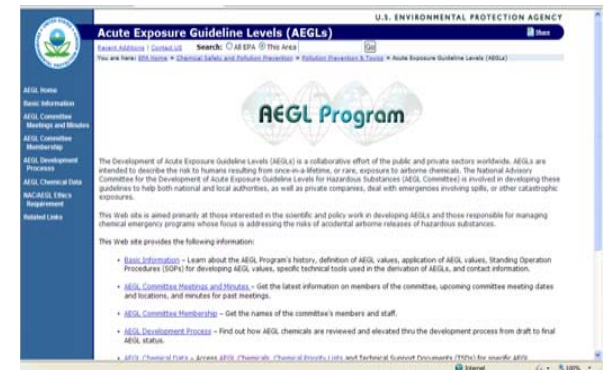 U.S. ENVIRONMENTAL PROTECTION AGENCY
Acute Exposure Guideline Levels (AEGLs)
Share
Recent Additions | Contact US Search: All EPA This Area Go
You are here: EPA Home » Chemical Safety and Pollution Prevention » Pollution Prevention & Toxics » Acute Exposure Guideline Levels (AEGLs)
AEGL Home
Basic Information
AEGL Committee
Meetings and Minutes
AEGL Committee
Membership
AEGL Development
Processs
AEGL Chemical Data
NAC/AEGL Ethics
Requirement
Related Links
AEGL Program
The Development of Acute Exposure Guideline Levels (AEGLs) is a collaborative effort of the public and private sectors worldwide. AEGLs are
intended to describe the risk to humans resulting from once-in-a-lifetime, or rare, exposure to airborne chemicals. The National Advisory
Committee for the Development of Acute Exposure Guideline Levels for Hazardous Substances (AEGL Committee) is involved in developing these
guidelines to help both national and local authorities, as well as private companies, deal with emergencies involving spills, or other catastrophic
exposures.
This Web site is aimed primarily at those interested in the scientific and policy work in developing AEGLs and those responsible for managing
chemical emergency programs whose focus is addressing the risks of accidental airborne releases of hazardous substances.
This Web site provides the following information:
• Basic Information – Learn about the AEGL Program's history, definition of AEGL values, application of AEGL values, Standing Operation
Procedures (SOPs) for developing AEGL values, specific technical tools used in the derivation of AEGLs, and contact information.
• AEGL Committee Meetings and Minutes – Get the latest information on members of the committee, upcoming committee meeting dates
and locations, and minutes for past meetings.
• AEGL Committee Membership – Get the names of the committee's members and staff.
• AEGL Development Process – Find out how AEGL chemicals are reviewed and elevated thru the development process from draft to final
AEGL status.
• AEGL Chemical Data – Access AEGL Chemicals, Chemical Priority Lists and Technical Support Documents (TSDs) for specific AEGL
Internet 100%